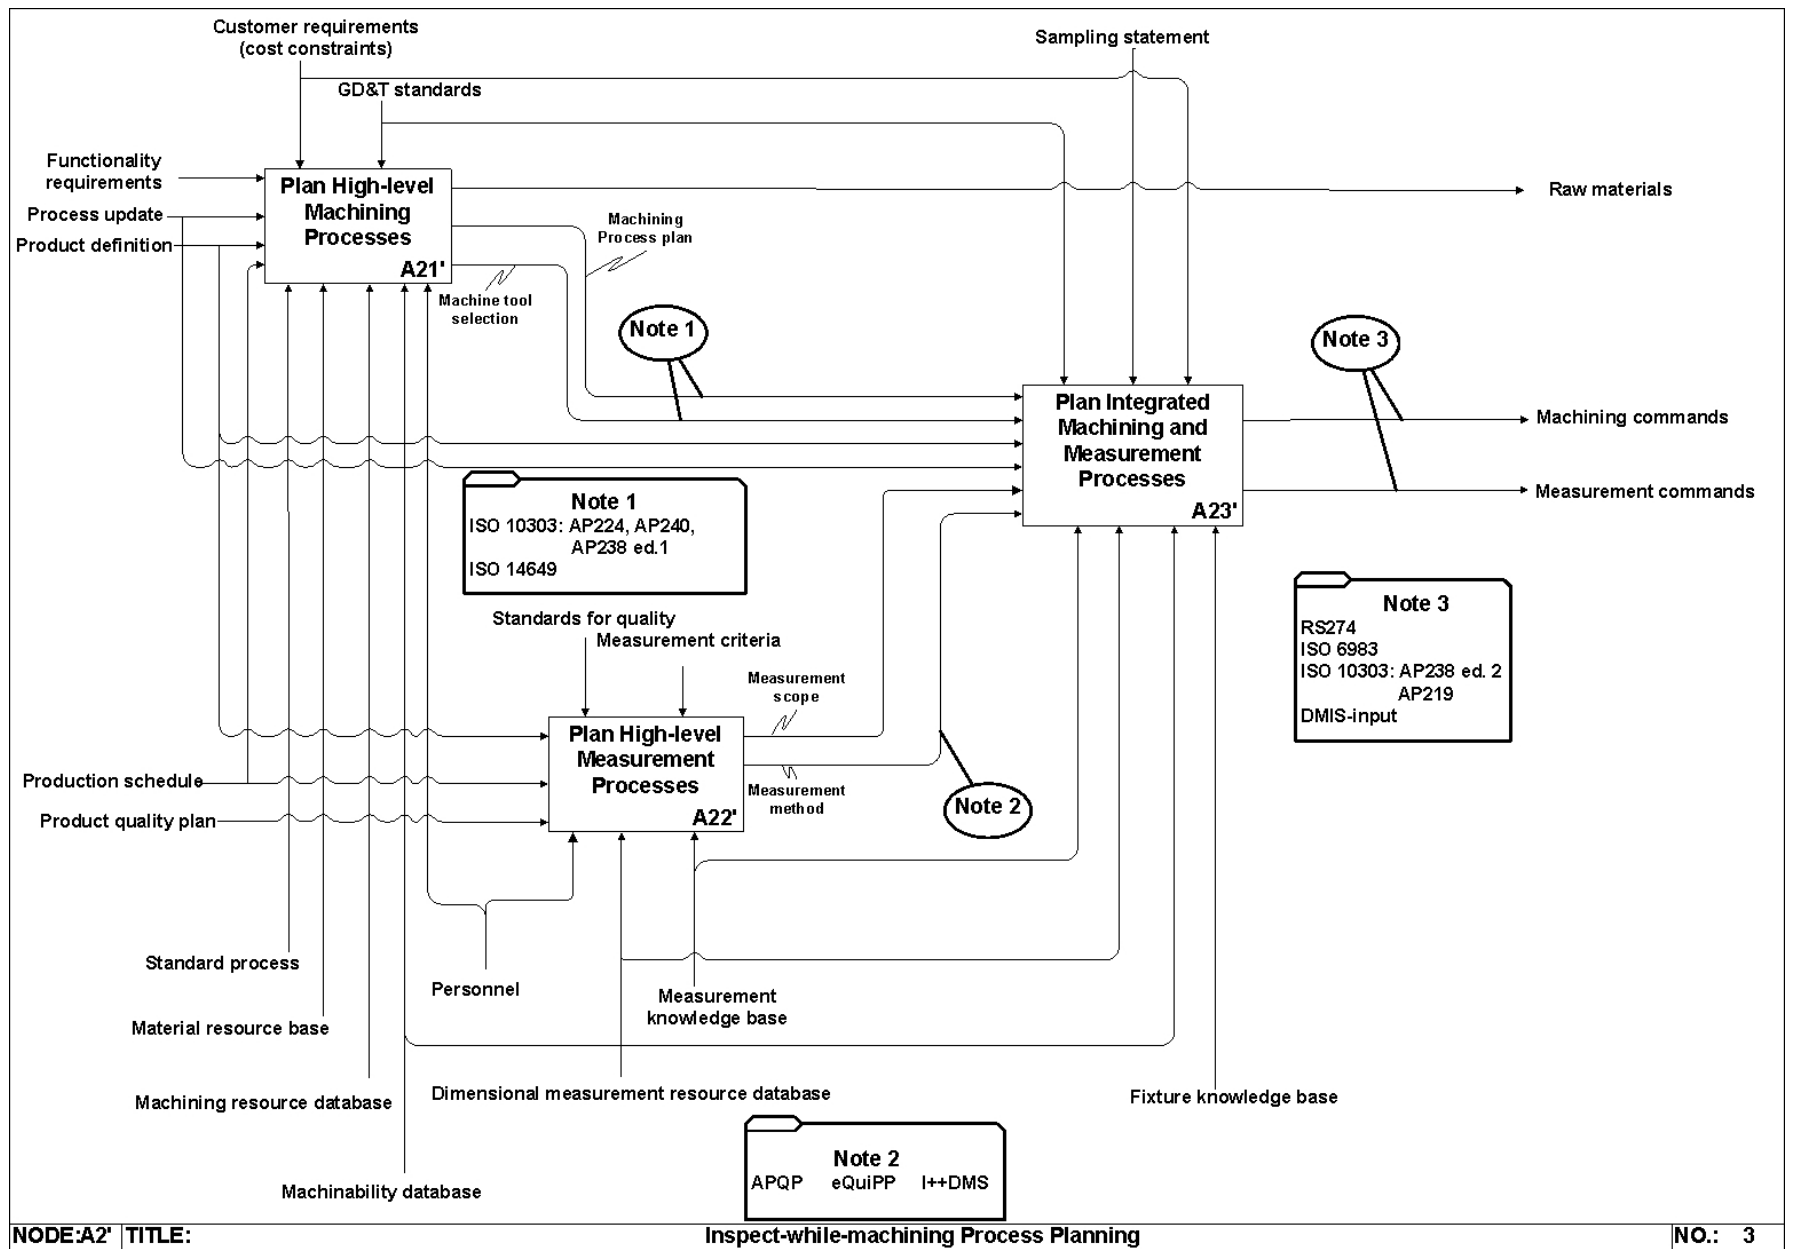 Customer requirements
(cost constraints)
Sampling statement
GD&T standards
Functionality
requirements
Process update
Product definition
Plan High-level
Machining
Processes
A21'
Raw materials
Machining
Process plan
Machine tool
selection
Note 1
Note 3
Plan Integrated
Machining and
Measurement
Processes
A23'
Machining commands
Measurement commands
Note 1
ISO 10303: AP224, AP240,
AP238 ed.1
ISO 14649
Note 3
RS274
ISO 6983
ISO 10303: AP238 ed. 2
AP219
DMIS-input
Standards for quality
Measurement criteria
Measurement
scope
Plan High-level
Measurement
Processes
A22'
Measurement
method
Note 2
Production schedule
Product quality plan
Standard process
Personnel
Measurement
knowledge base
Material resource base
Machining resource database
Dimensional measurement resource database
Fixture knowledge base
Machinability database
Note 2
APQP eQuiPP I++DMS
NODE:A2' TITLE: Inspect-while-machining Process Planning NO.: 3